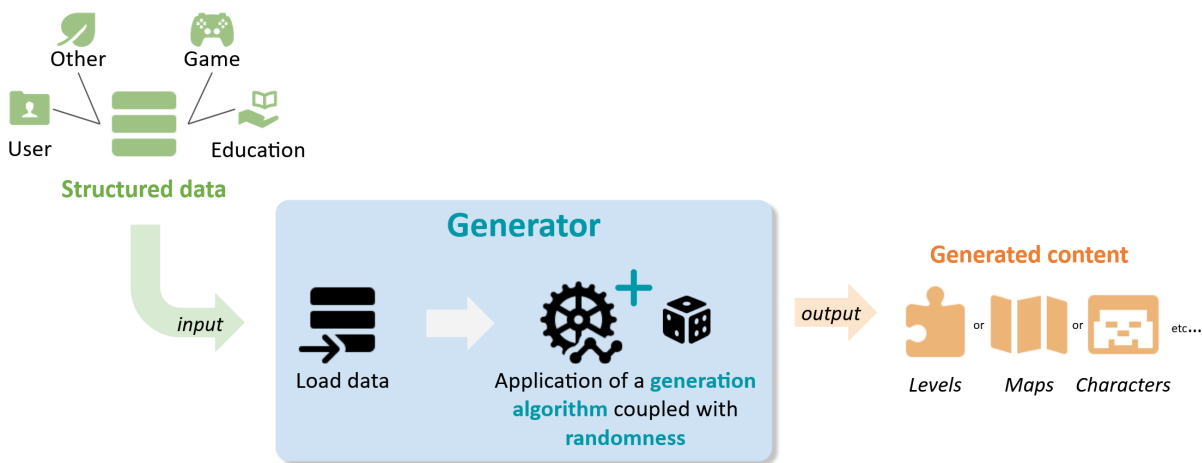 Other
Game
User
Education
Structured data
Generator
Generated content
input
output
or
or
etc...
Load data
Application of a generation
algorithm coupled with
randomness
Levels
Maps
Characters